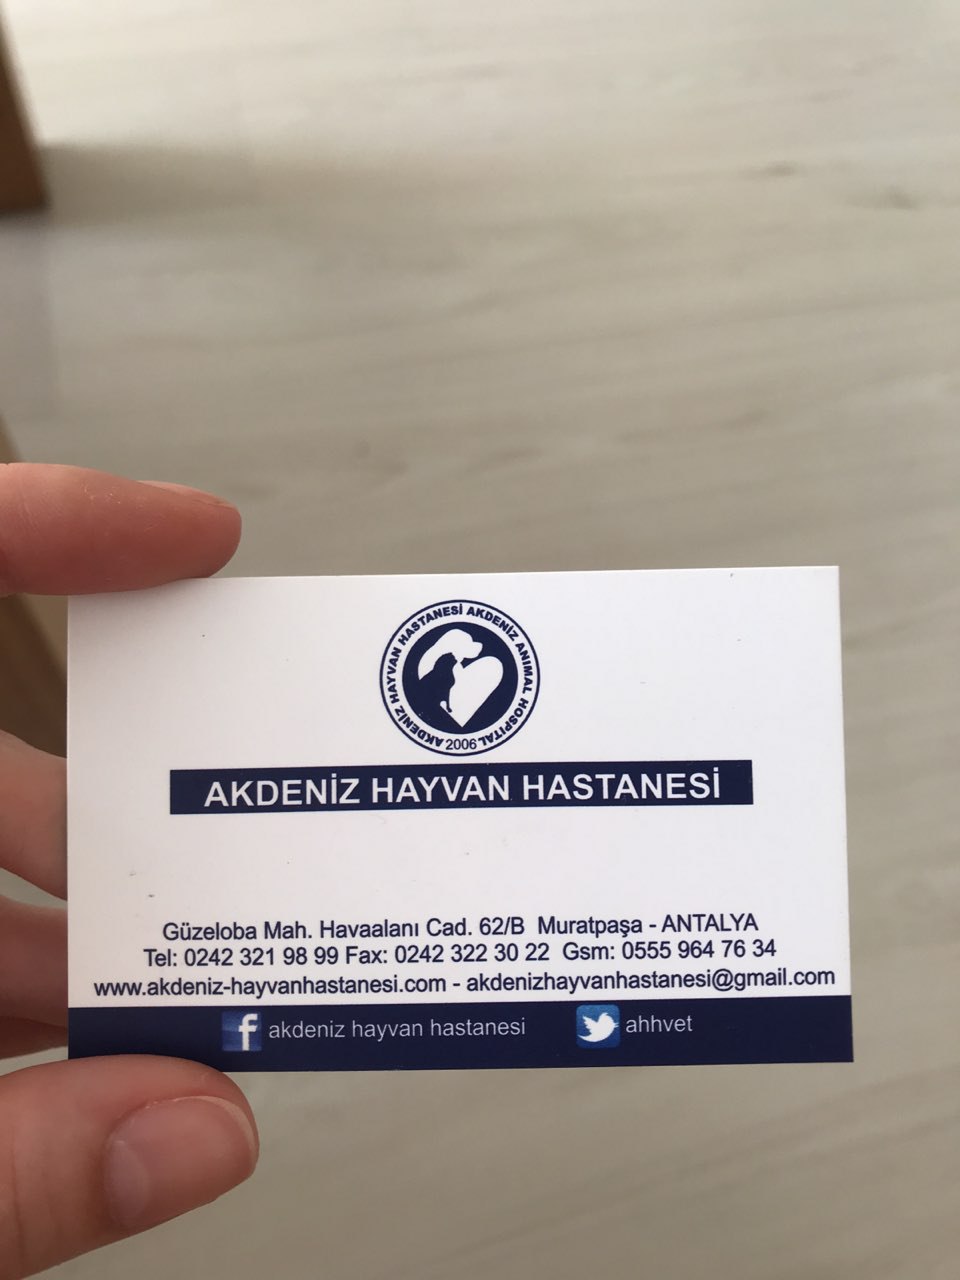 AKDENİZ HAYVAN HASTANESİ AKDENİZ ANIMAL HOSPITAL
2006
AKDENİZ HAYVAN HASTANESİ
Güzeloba Mah. Havaalanı Cad. 62/B Muratpaşa - ANTALYA
Tel: 0242 321 98 99 Fax: 0242 322 30 22 Gsm: 0555 964 76 34
www.akdeniz-hayvanhastanesi.com - akdenizhayvanhastanesi@gmail.com
f akdeniz hayvan hastanesi ahhvet